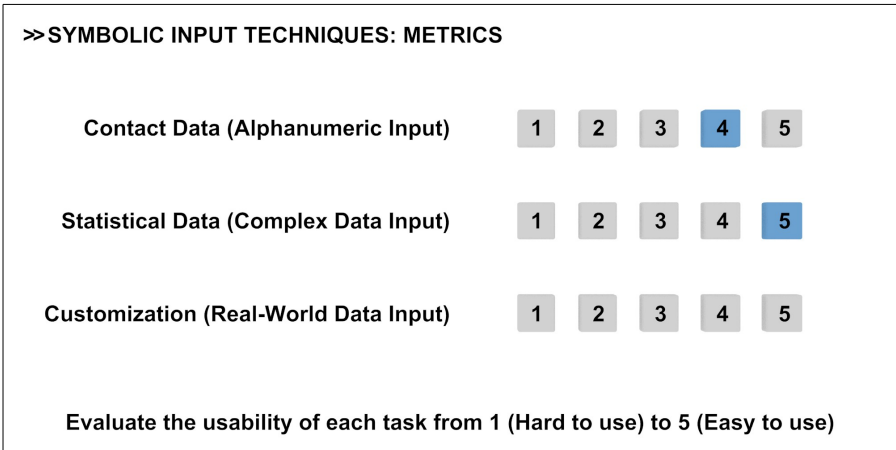 >> SYMBOLIC INPUT TECHNIQUES: METRICS
Contact Data (Alphanumeric Input) 1 2 3 4 5
Statistical Data (Complex Data Input) 1 2 3 4 5
Customization (Real-World Data Input) 1 2 3 4 5
Evaluate the usability of each task from 1 (Hard to use) to 5 (Easy to use)